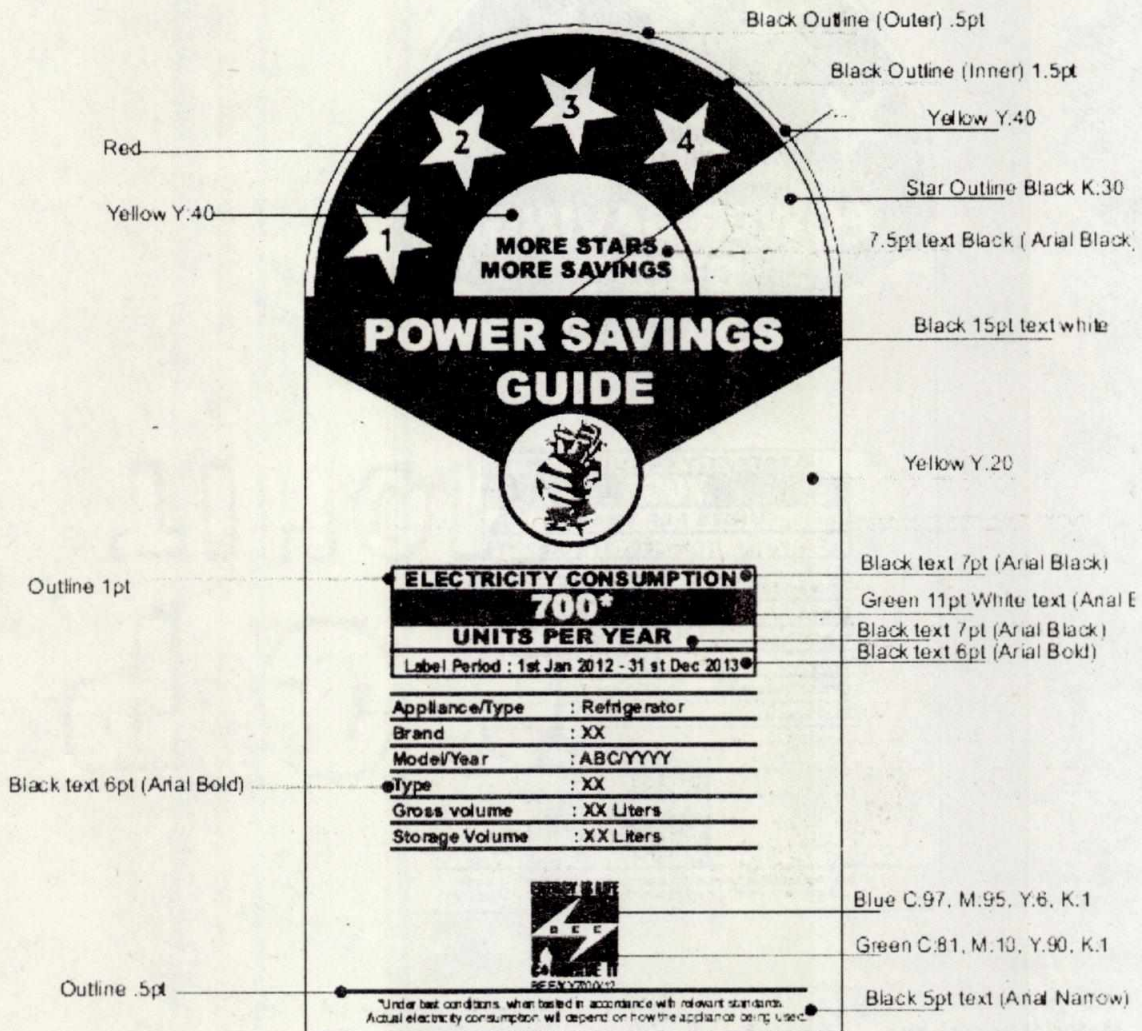 Black Outline (Outer) .5pt
Black Outline (Inner) 1.5pt
Yellow Y:40
Red
Star Outline Black K.30
Yellow Y:40
7.5pt text Black ( Arial Black)
1
2
3
4
MORE STARS
MORE SAVINGS
Black 15pt text white
POWER SAVINGS
GUIDE
Yellow Y.20
Outline 1pt
ELECTRICITY CONSUMPTION
Black text 7pt (Arial Black)
700*
Green 11pt White text (Arial B
UNITS PER YEAR
Black text 7pt (Arial Black)
Label Period : 1st Jan 2012 - 31 st Dec 2013
Black text 6pt (Arial Bold)
Appliance/Type : Refrigerator
Brand : XX
Model/Year : ABC/YYYY
Black text 6pt (Arial Bold)
Type : XX
Gross volume : XX Liters
Storage Volume : XX Liters
ENERGY IS LIFE
BEE
CONSERVE IT
Blue C:97, M.95, Y:6, K.1
Green C:81, M:10, Y:90, K.1
Outline .5pt
*Under test conditions, when tested in accordance with relevant standards.
Actual electricity consumption will depend on how the appliance being used.
Black 5pt text (Arial Narrow)